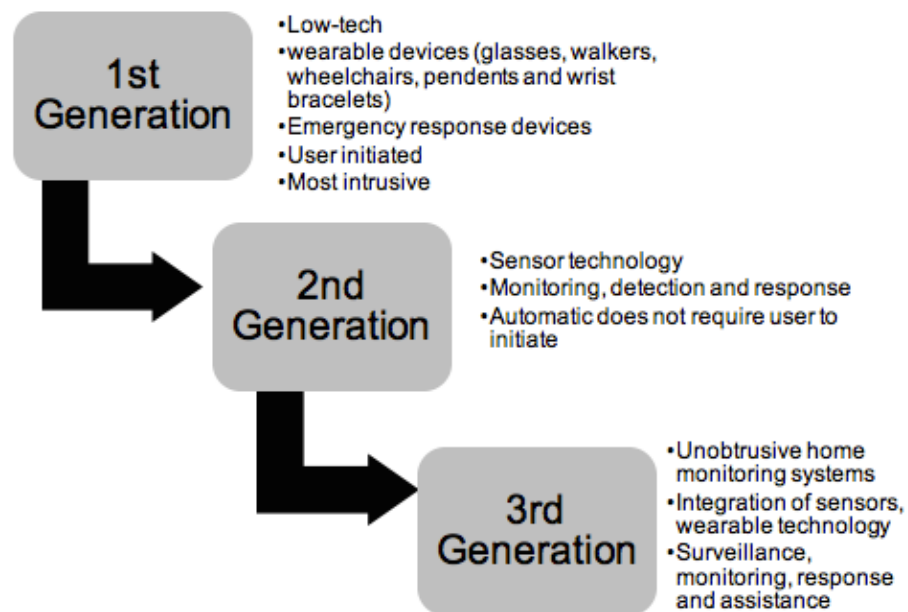 1st
Generation
•Low-tech
•wearable devices (glasses, walkers,
wheelchairs, pendents and wrist
bracelets)
•Emergency response devices
•User initiated
•Most intrusive
2nd
Generation
•Sensor technology
•Monitoring, detection and response
•Automatic does not require user to
initiate
3rd
Generation
•Unobtrusive home
monitoring systems
•Integration of sensors,
wearable technology
•Surveillance,
monitoring, response
and assistance